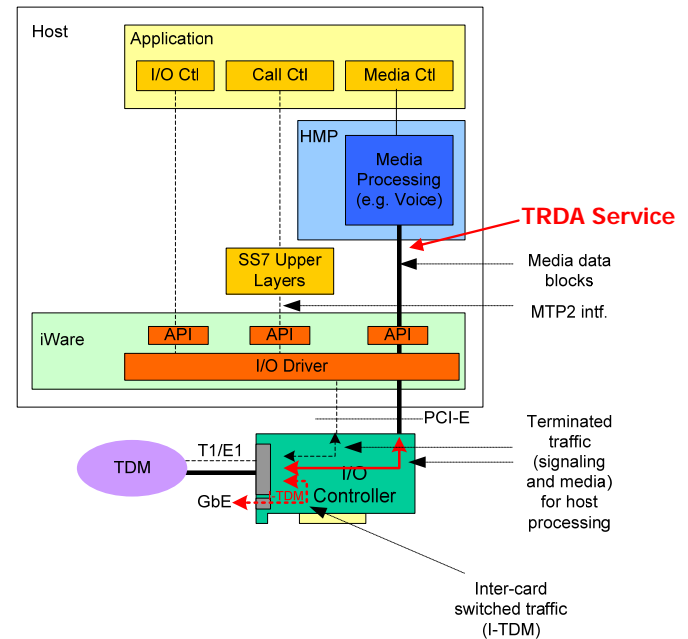 Host
Application
I/O Ctl
Call Ctl
Media Ctl
HMP
Media
Processing
(e.g. Voice)
TRDA Service
SS7 Upper
Layers
Media data
blocks
MTP2 intf.
iWare
API
API
API
I/O Driver
PCI-E
Terminated
traffic
(signaling
and media)
for host
processing
TDM
T1/E1
I/O
Controller
GbE
-TDM
Inter-card
switched traffic
(I-TDM)